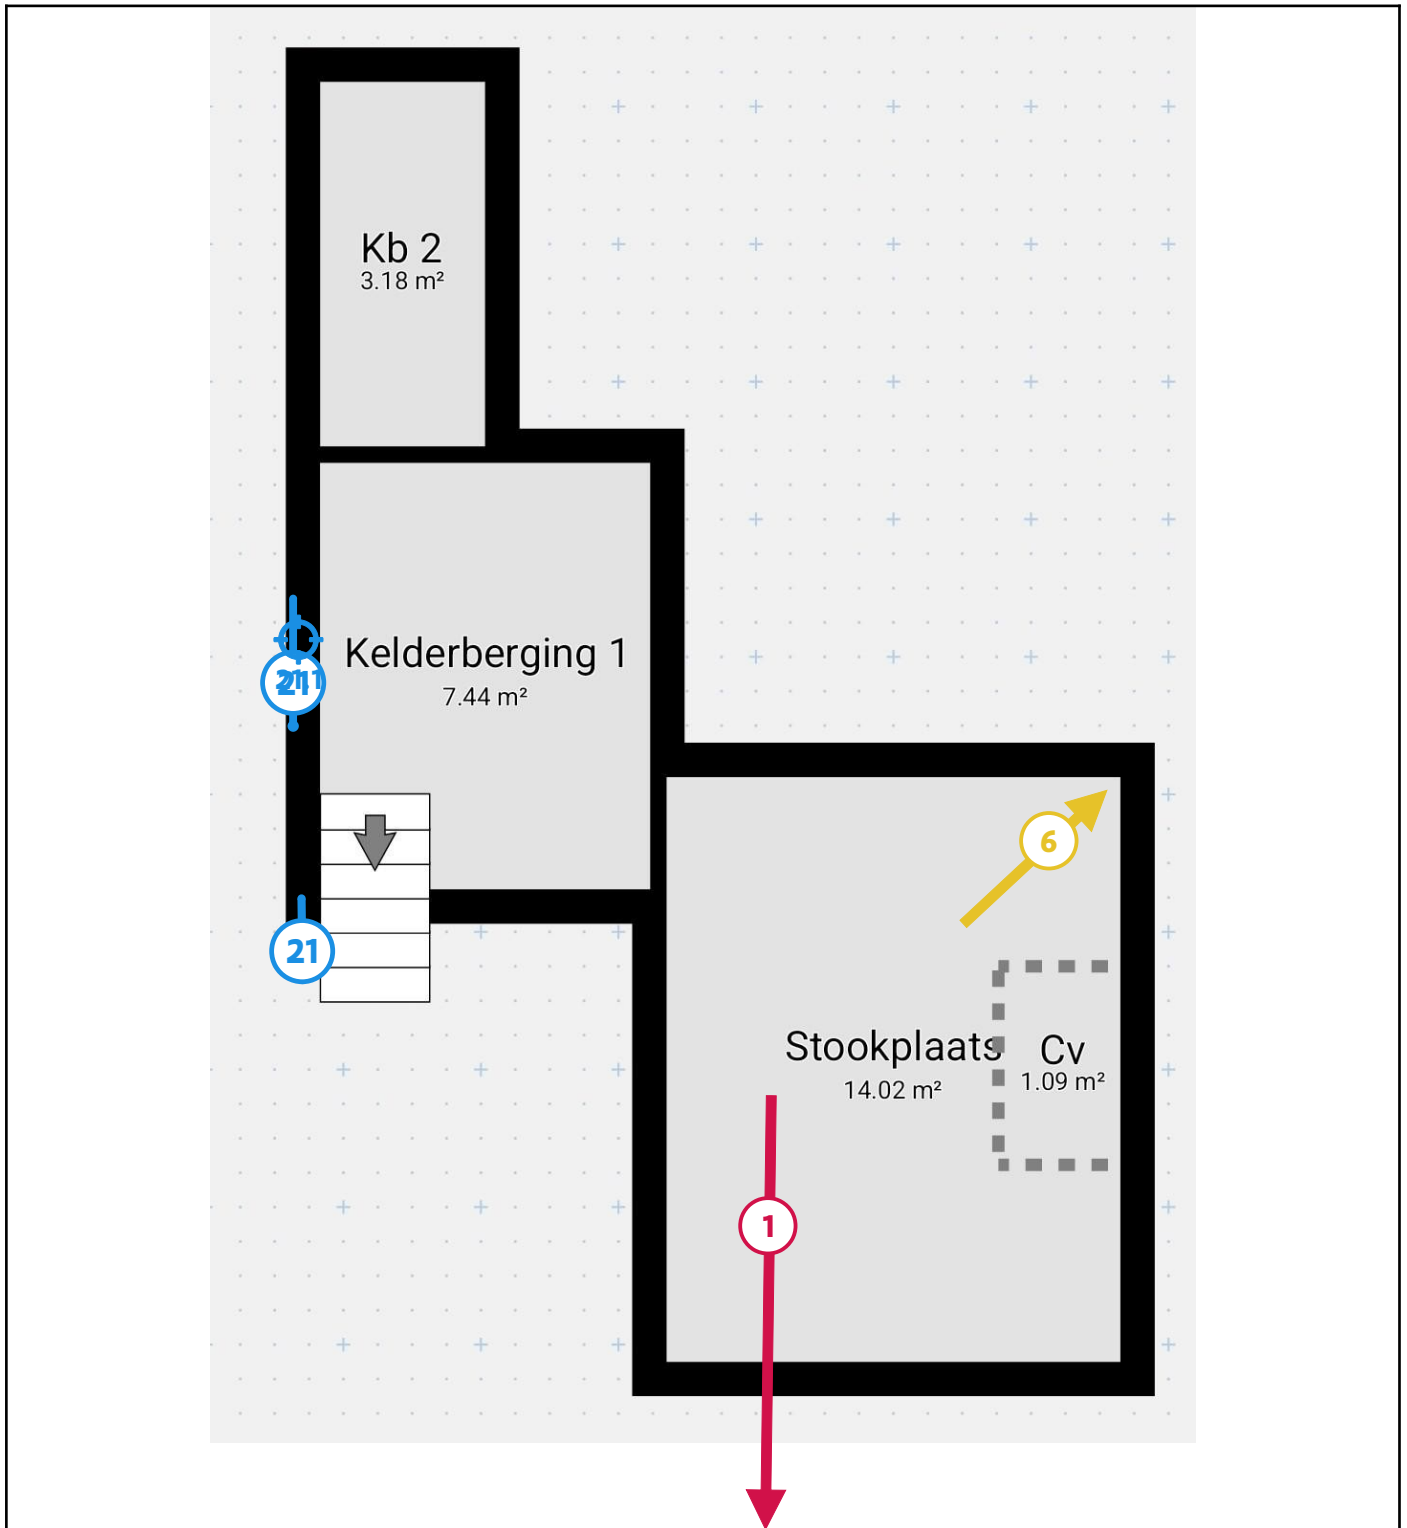 Kb 2
3.18 m²
Kelderberging 1
7.44 m²
21
6
21
Stookplaats
14.02 m²
Cv
1.09 m²
1